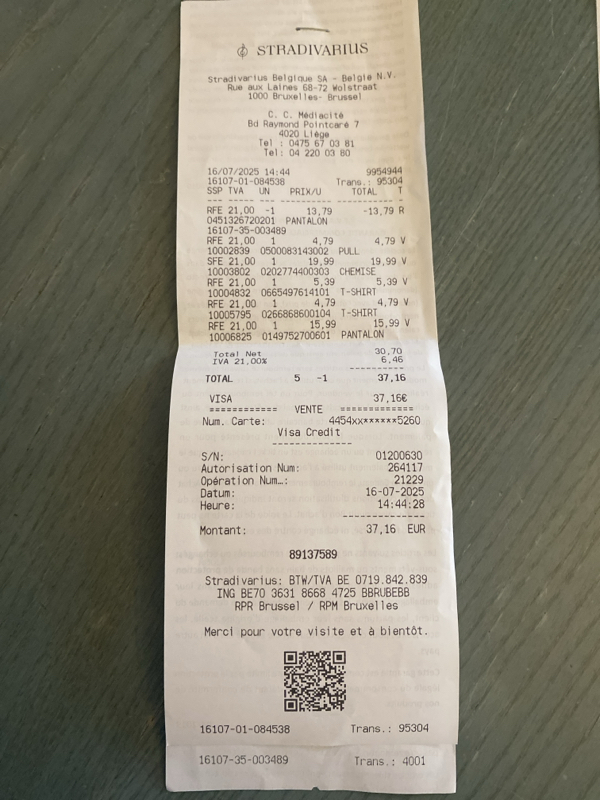 STRADIVARIUS
Stradivarius Belgique SA - Belgie N.V.
Rue aux Laines 68-72 Wolstraat
1000 Bruxelles- Brussel
C. C. Médiacité
Bd Raymond Pointcaré 7
4020 Liège
Tel : 0475 67 03 81
Tel: 04 220 03 80
16/07/2025 14:44 9954944
16107-01-084538 Trans.: 95304
SSP TVA UN PRIX/U TOTAL T
RFE 21,00 -1 13,79 -13,79 R
0451326720201 PANTALON
16107-35-003489
RFE 21,00 1 4,79 4,79 V
10002839 0500083143002 PULL
SFE 21,00 1 19,99 19,99 V
10003802 0202774400303 CHEMISE
RFE 21,00 1 5,39 5,39 V
10004832 0665497614101 T-SHIRT
RFE 21,00 1 4,79 4,79 V
10005795 0266868600104 T-SHIRT
RFE 21,00 1 15,99 15,99 V
10006825 0149752700601 PANTALON
Total Net 30,70
IVA 21,00% 6,46
TOTAL 5 -1 37,16
VISA 37,16€
============ VENTE =============
Num. Carte: 4454xx******5260
Visa Credit
S/N: 01200630
Autorisation Num: 264117
Opération Num…: 21229
Datum: 16-07-2025
Heure: 14:44:28
Montant: 37,16 EUR
89137589
Stradivarius: BTW/TVA BE 0719.842.839
ING BE70 3631 8668 4725 BBRUBEBB
RPR Brussel / RPM Bruxelles
Merci pour votre visite et à bientôt.
16107-01-084538 Trans.: 95304
16107-35-003489 Trans.: 4001